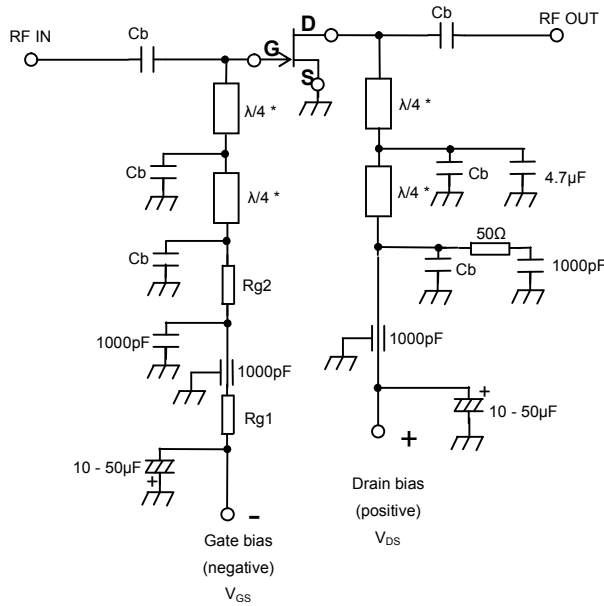 RF IN
Cb
G
D
S
Cb
RF OUT
λ/4 *
λ/4 *
Cb
Cb
4.7μF
λ/4 *
λ/4 *
50Ω
Cb
Cb
1000pF
Rg2
1000pF
1000pF
1000pF
Rg1
+
10 - 50μF
10 - 50μF
+
+
-
Drain bias
(positive)
VDS
Gate bias
(negative)
VGS